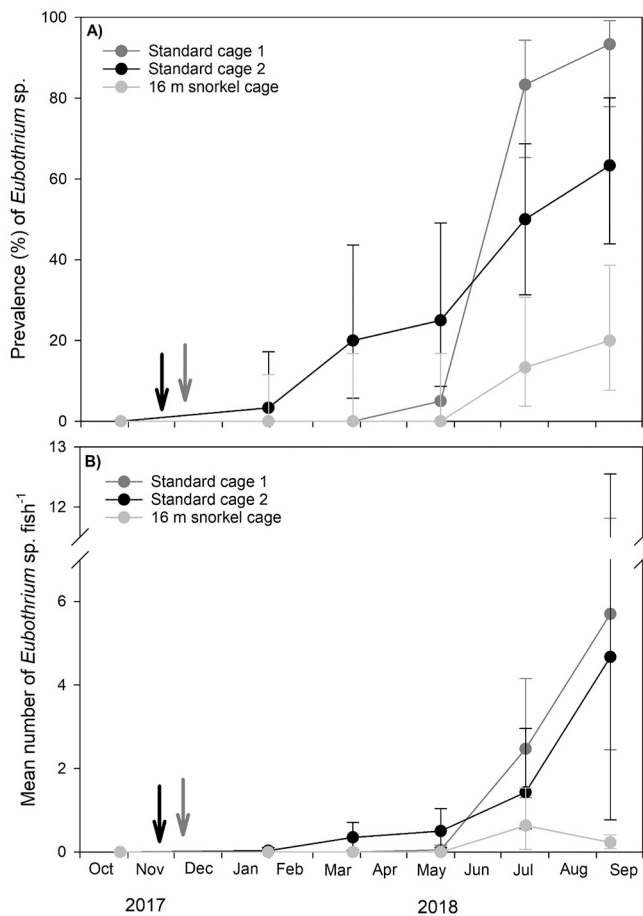 A)
Standard cage 1
Standard cage 2
16 m snorkel cage
Prevalence (%) of Eubothrium sp.
100
80
60
40
20
0
B)
Standard cage 1
Standard cage 2
16 m snorkel cage
Mean number of Eubothrium sp. fish-1
13
12
6
4
2
0
Oct Nov Dec Jan Feb Mar Apr May Jun Jul Aug Sep
2017 2018